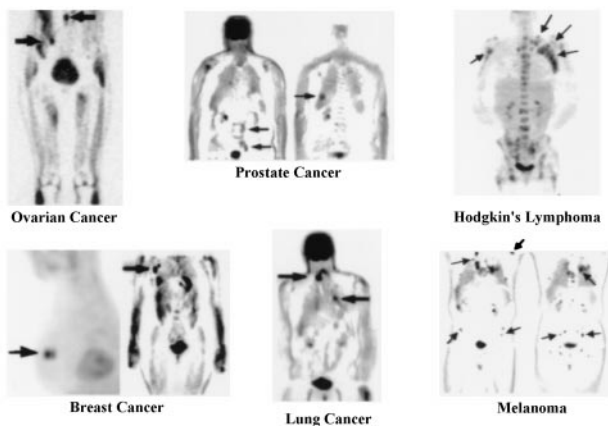 Ovarian Cancer
Prostate Cancer
Hodgkin's Lymphoma
Breast Cancer
Lung Cancer
Melanoma